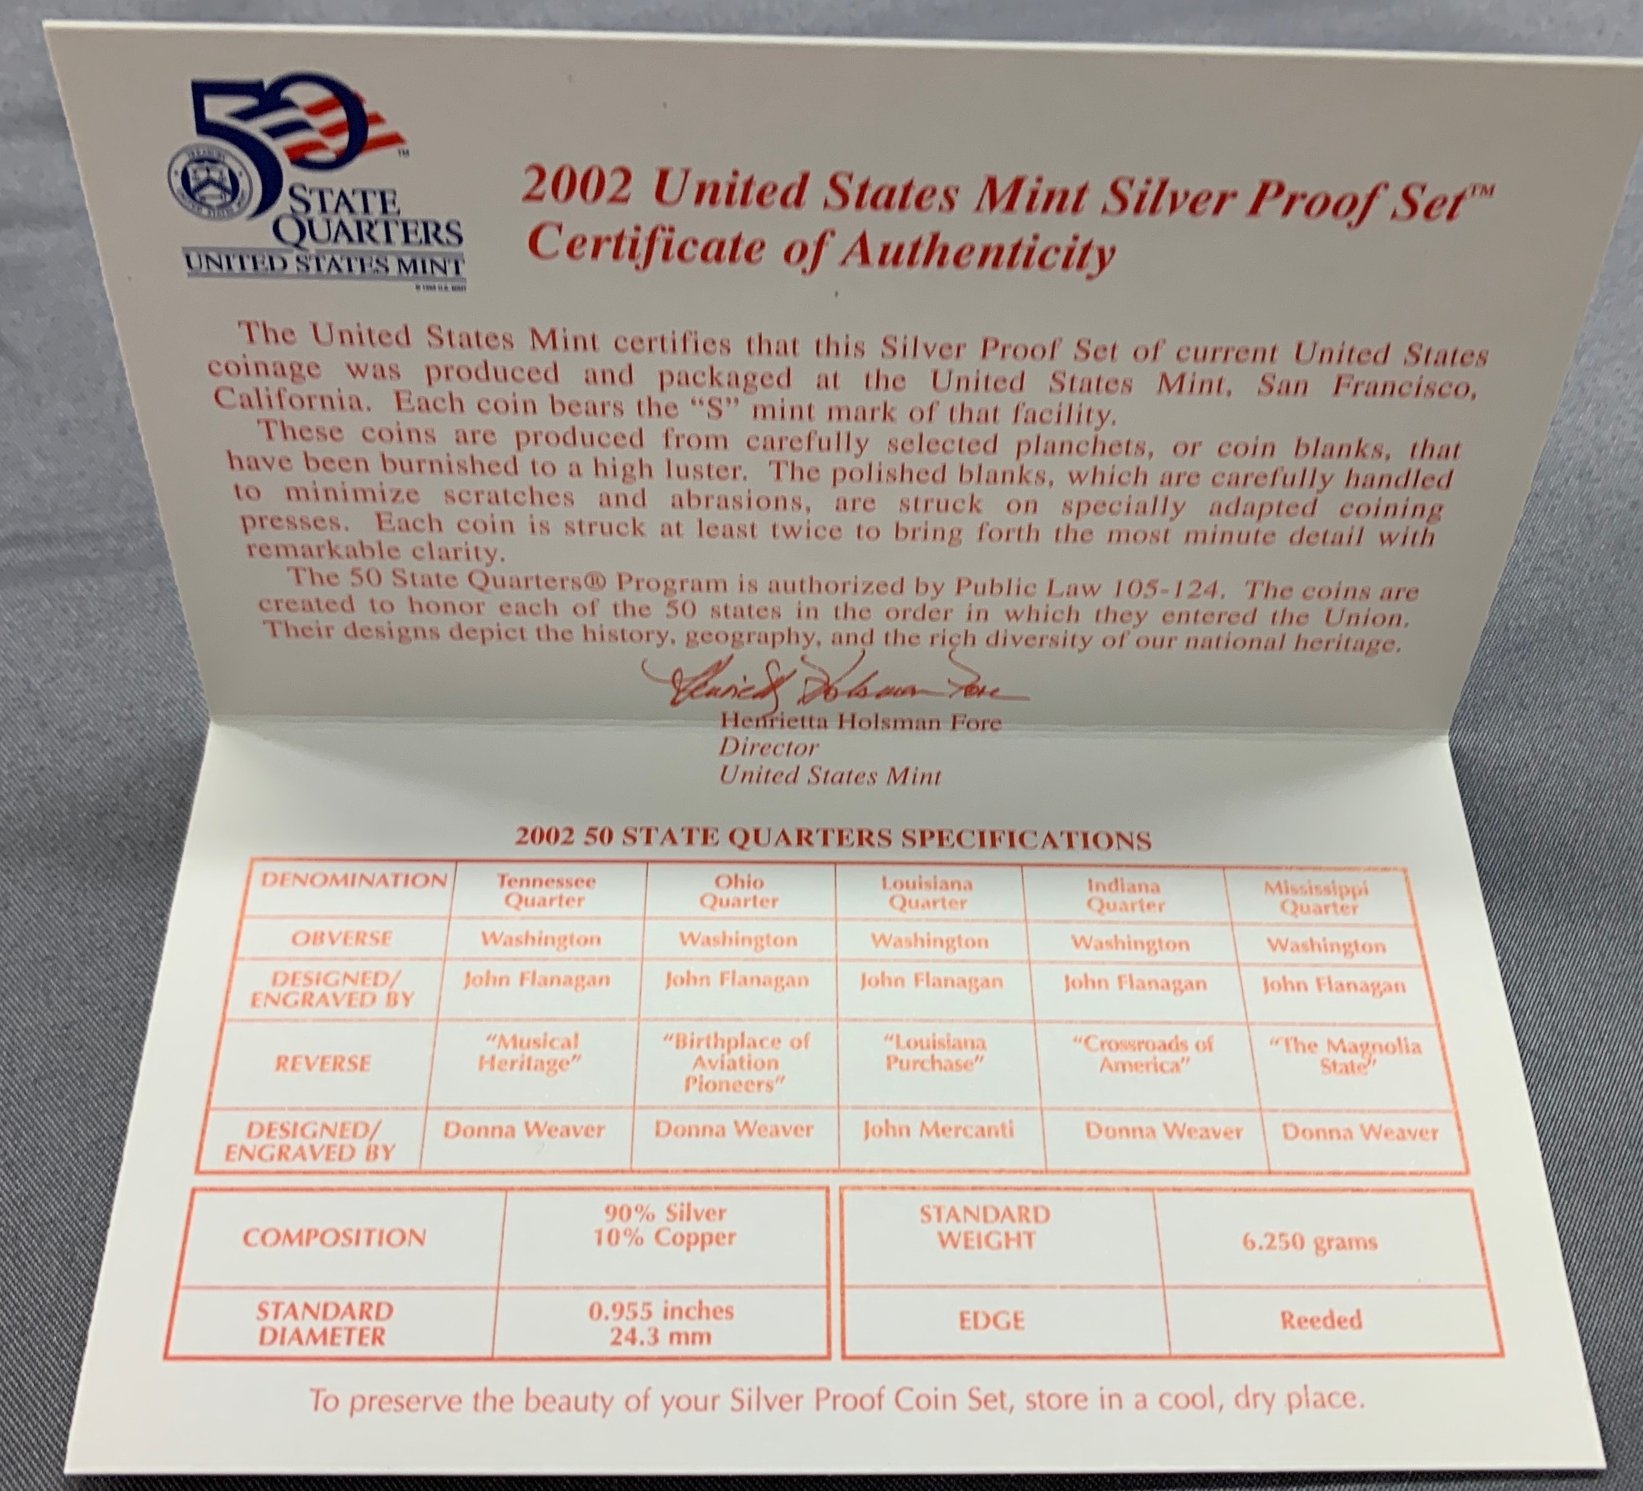 50
STATE
QUARTERS
UNITED STATES MINT
2002 United States Mint Silver Proof Set™
Certificate of Authenticity
The United States Mint certifies that this Silver Proof Set of current United States
coinage was produced and packaged at the United States Mint, San Francisco,
California. Each coin bears the “S” mint mark of that facility.
These coins are produced from carefully selected planchets, or coin blanks, that
have been burnished to a high luster. The polished blanks, which are carefully handled
to minimize scratches and abrasions, are struck on specially adapted coining
presses. Each coin is struck at least twice to bring forth the most minute detail with
remarkable clarity.
The 50 State Quarters® Program is authorized by Public Law 105-124. The coins are
created to honor each of the 50 states in the order in which they entered the Union.
Their designs depict the history, geography, and the rich diversity of our national heritage.
Henrietta Holsman Fore
Henrietta Holsman Fore
Director
United States Mint
2002 50 STATE QUARTERS SPECIFICATIONS
DENOMINATION Tennessee Quarter Ohio Quarter Louisiana Quarter Indiana Quarter Mississippi Quarter
OBVERSE Washington Washington Washington Washington Washington
DESIGNED/ ENGRAVED BY John Flanagan John Flanagan John Flanagan John Flanagan John Flanagan
REVERSE “Musical Heritage” “Birthplace of Aviation Pioneers” “Louisiana Purchase” “Crossroads of America” “The Magnolia State”
DESIGNED/ ENGRAVED BY Donna Weaver Donna Weaver John Mercanti Donna Weaver Donna Weaver
COMPOSITION 90% Silver 10% Copper STANDARD WEIGHT 6.250 grams
STANDARD DIAMETER 0.955 inches 24.3 mm EDGE Reeded
To preserve the beauty of your Silver Proof Coin Set, store in a cool, dry place.